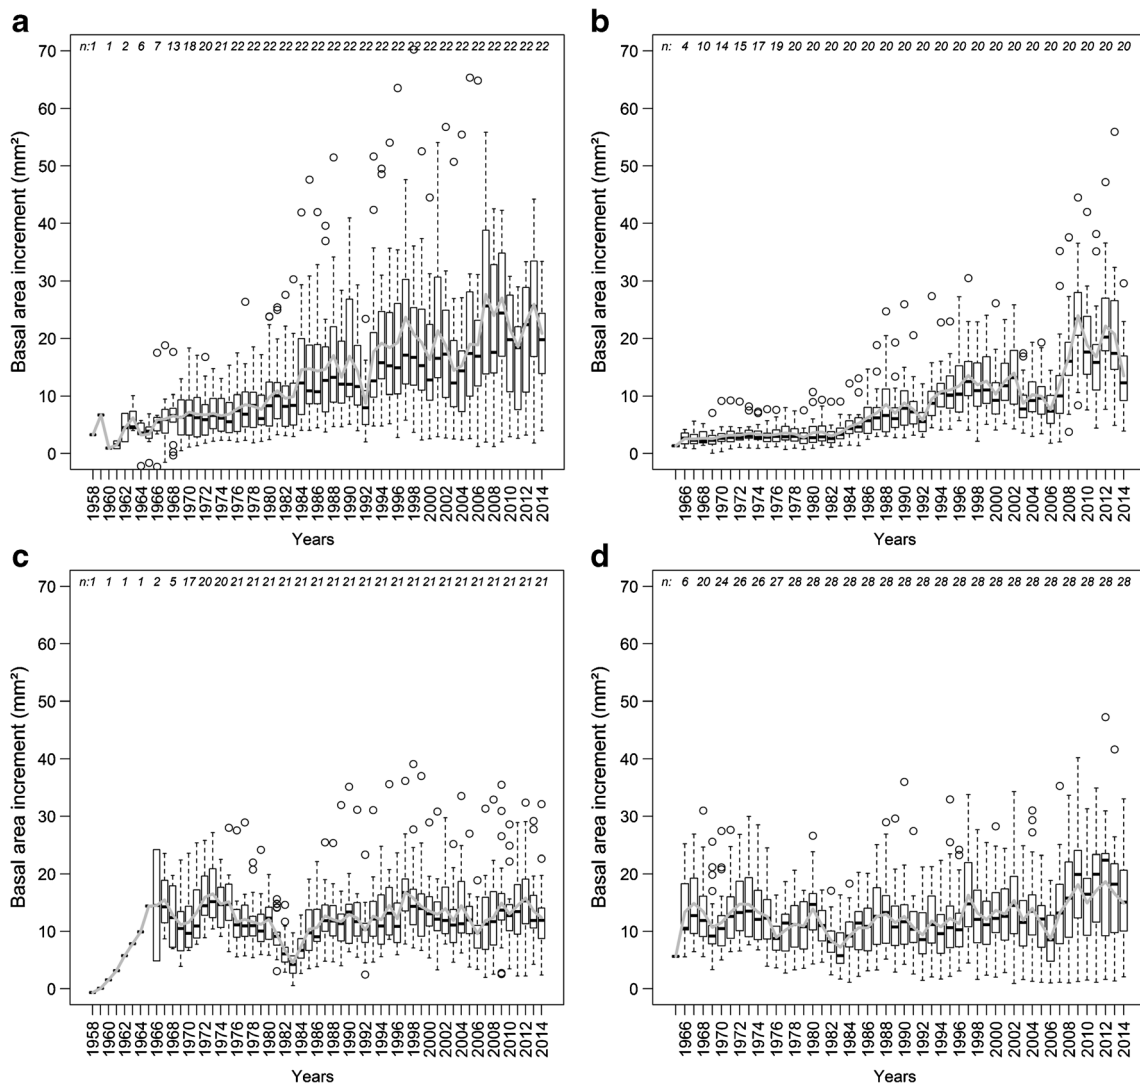 a
n:1 1 2 6 7 13 18 20 21 22 22 22 22 22 22 22 22 22 22 22 22 22 22 22 22 22 22 22 22
70
60
50
40
30
20
10
0
Basal area increment (mm²)
1958 1960 1962 1964 1966 1968 1970 1972 1974 1976 1978 1980 1982 1984 1986 1988 1990 1992 1994 1996 1998 2000 2002 2004 2006 2008 2010 2012 2014
Years
b
n: 4 10 14 15 17 19 20 20 20 20 20 20 20 20 20 20 20 20 20 20 20 20 20 20 20
70
60
50
40
30
20
10
0
Basal area increment (mm²)
1966 1968 1970 1972 1974 1976 1978 1980 1982 1984 1986 1988 1990 1992 1994 1996 1998 2000 2002 2004 2006 2008 2010 2012 2014
Years
c
n:1 1 1 1 2 5 17 20 20 21 21 21 21 21 21 21 21 21 21 21 21 21 21 21 21 21 21 21 21
70
60
50
40
30
20
10
0
Basal area increment (mm²)
1958 1960 1962 1964 1966 1968 1970 1972 1974 1976 1978 1980 1982 1984 1986 1988 1990 1992 1994 1996 1998 2000 2002 2004 2006 2008 2010 2012 2014
Years
d
n: 6 20 24 26 26 27 28 28 28 28 28 28 28 28 28 28 28 28 28 28 28 28 28 28 28
70
60
50
40
30
20
10
0
Basal area increment (mm²)
1966 1968 1970 1972 1974 1976 1978 1980 1982 1984 1986 1988 1990 1992 1994 1996 1998 2000 2002 2004 2006 2008 2010 2012 2014
Years